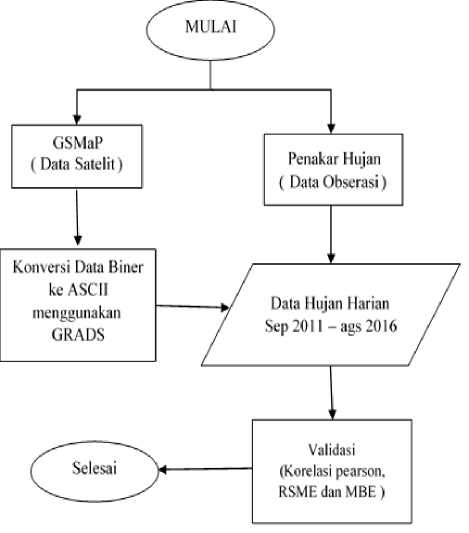 MULAI
GSMaP
( Data Satelit )
Penakar Hujan
( Data Obserasi )
Konversi Data Biner
ke ASCII
menggunakan
GRADS
Data Hujan Harian
Sep 2011 – ags 2016
Validasi
(Korelasi pearson,
RSME dan MBE )
Selesai